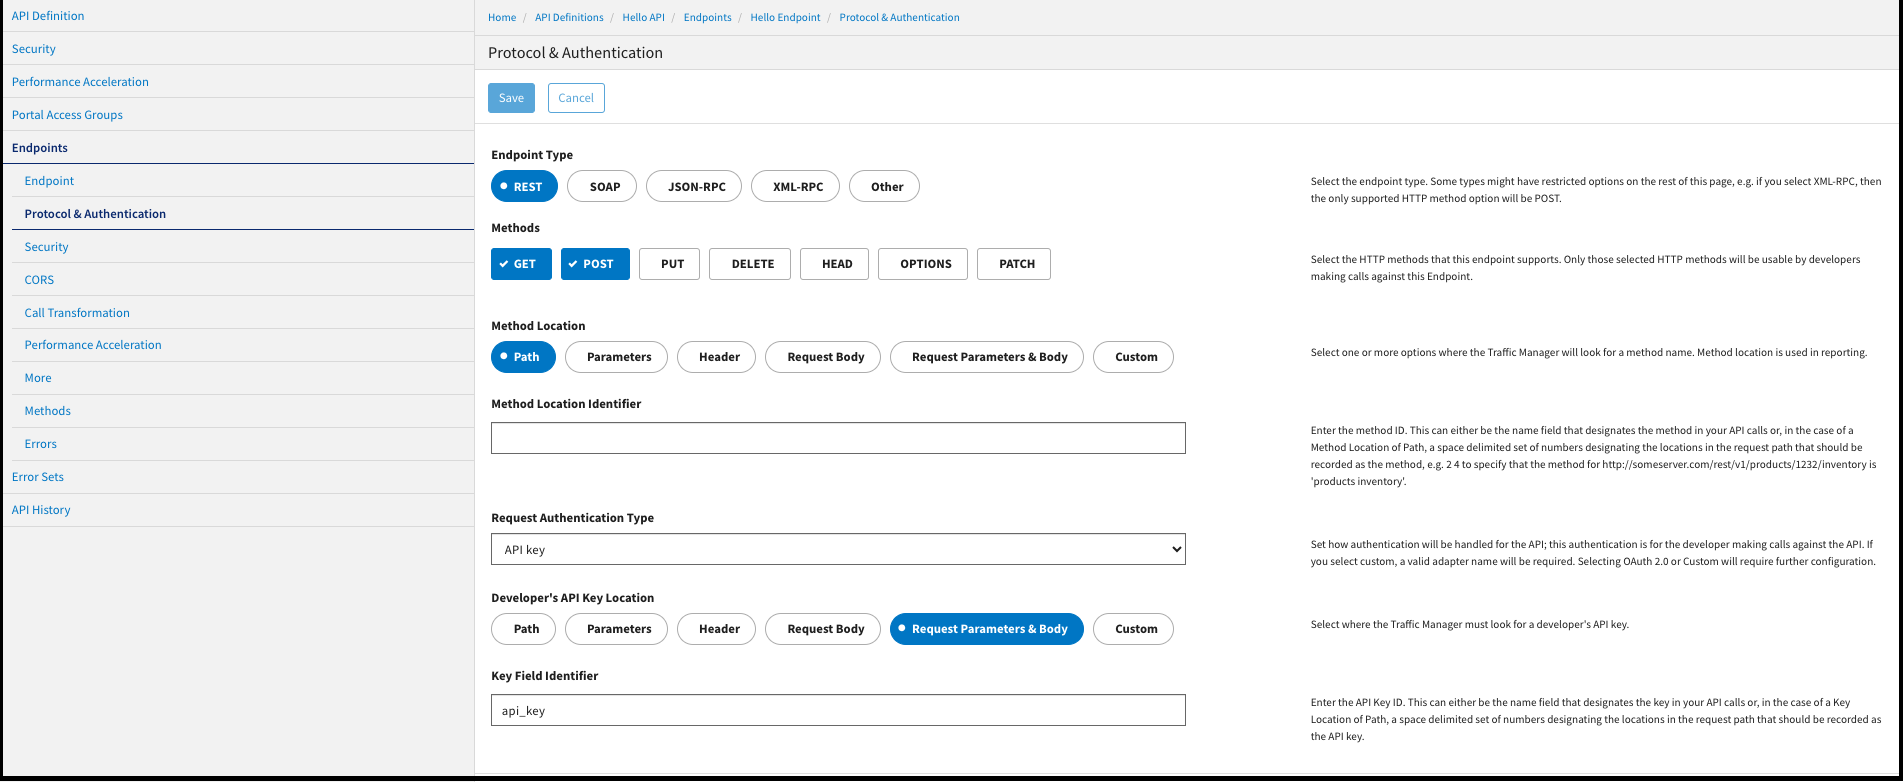 API Definition
Security
Performance Acceleration
Portal Access Groups
Endpoints
Endpoint
Protocol & Authentication
Security
CORS
Call Transformation
Performance Acceleration
More
Methods
Errors
Error Sets
API History
Home / API Definitions / Hello API / Endpoints / Hello Endpoint / Protocol & Authentication
Protocol & Authentication
Save Cancel
Endpoint Type
REST SOAP JSON-RPC XML-RPC Other
Select the endpoint type. Some types might have restricted options on the rest of this page, e.g. if you select XML-RPC, then
the only supported HTTP method option will be POST.
Methods
GET POST PUT DELETE HEAD OPTIONS PATCH
Select the HTTP methods that this endpoint supports. Only those selected HTTP methods will be usable by developers
making calls against this Endpoint.
Method Location
Path Parameters Header Request Body Request Parameters & Body Custom
Select one or more options where the Traffic Manager will look for a method name. Method location is used in reporting.
Method Location Identifier
Enter the method ID. This can either be the name field that designates the method in your API calls or, in the case of a
Method Location of Path, a space delimited set of numbers designating the locations in the request path that should be
recorded as the method, e.g. 2 4 to specify that the method for http://someserver.com/rest/v1/products/1232/inventory is
'products inventory'.
Request Authentication Type
API key
Set how authentication will be handled for the API; this authentication is for the developer making calls against the API. If
you select custom, a valid adapter name will be required. Selecting OAuth 2.0 or Custom will require further configuration.
Developer's API Key Location
Path Parameters Header Request Body Request Parameters & Body Custom
Select where the Traffic Manager must look for a developer's API key.
Key Field Identifier
api_key
Enter the API Key ID. This can either be the name field that designates the key in your API calls or, in the case of a Key
Location of Path, a space delimited set of numbers designating the locations in the request path that should be recorded as
the API key.